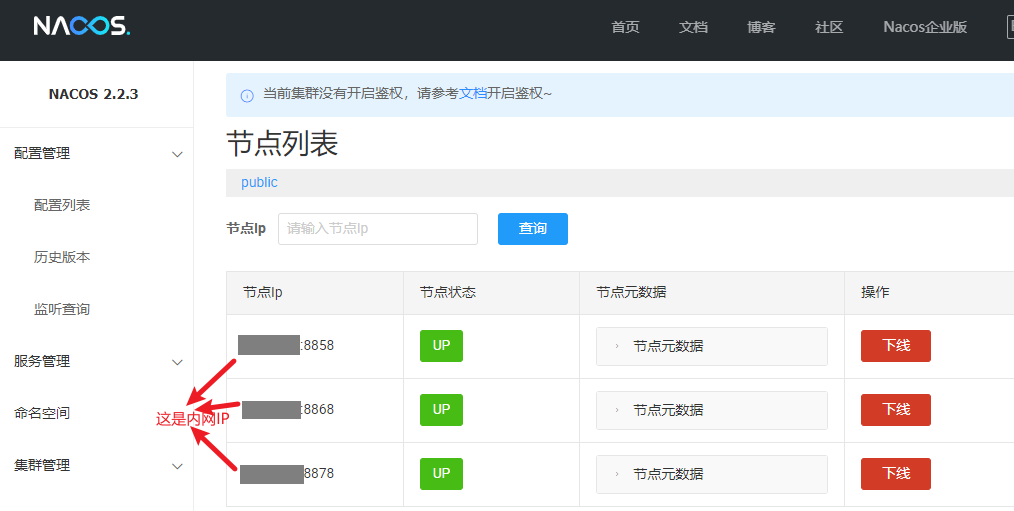 NACOS.
首页 文档 博客 社区 Nacos企业版
NACOS 2.2.3
当前集群没有开启鉴权，请参考文档开启鉴权~
节点列表
public
配置管理
配置列表
历史版本
监听查询
服务管理
命名空间
集群管理
节点Ip 请输入节点Ip 查询
节点Ip 节点状态 节点元数据 操作
:8858 UP 节点元数据 下线
:8868 UP 节点元数据 下线
8878 UP 节点元数据 下线
这是内网IP